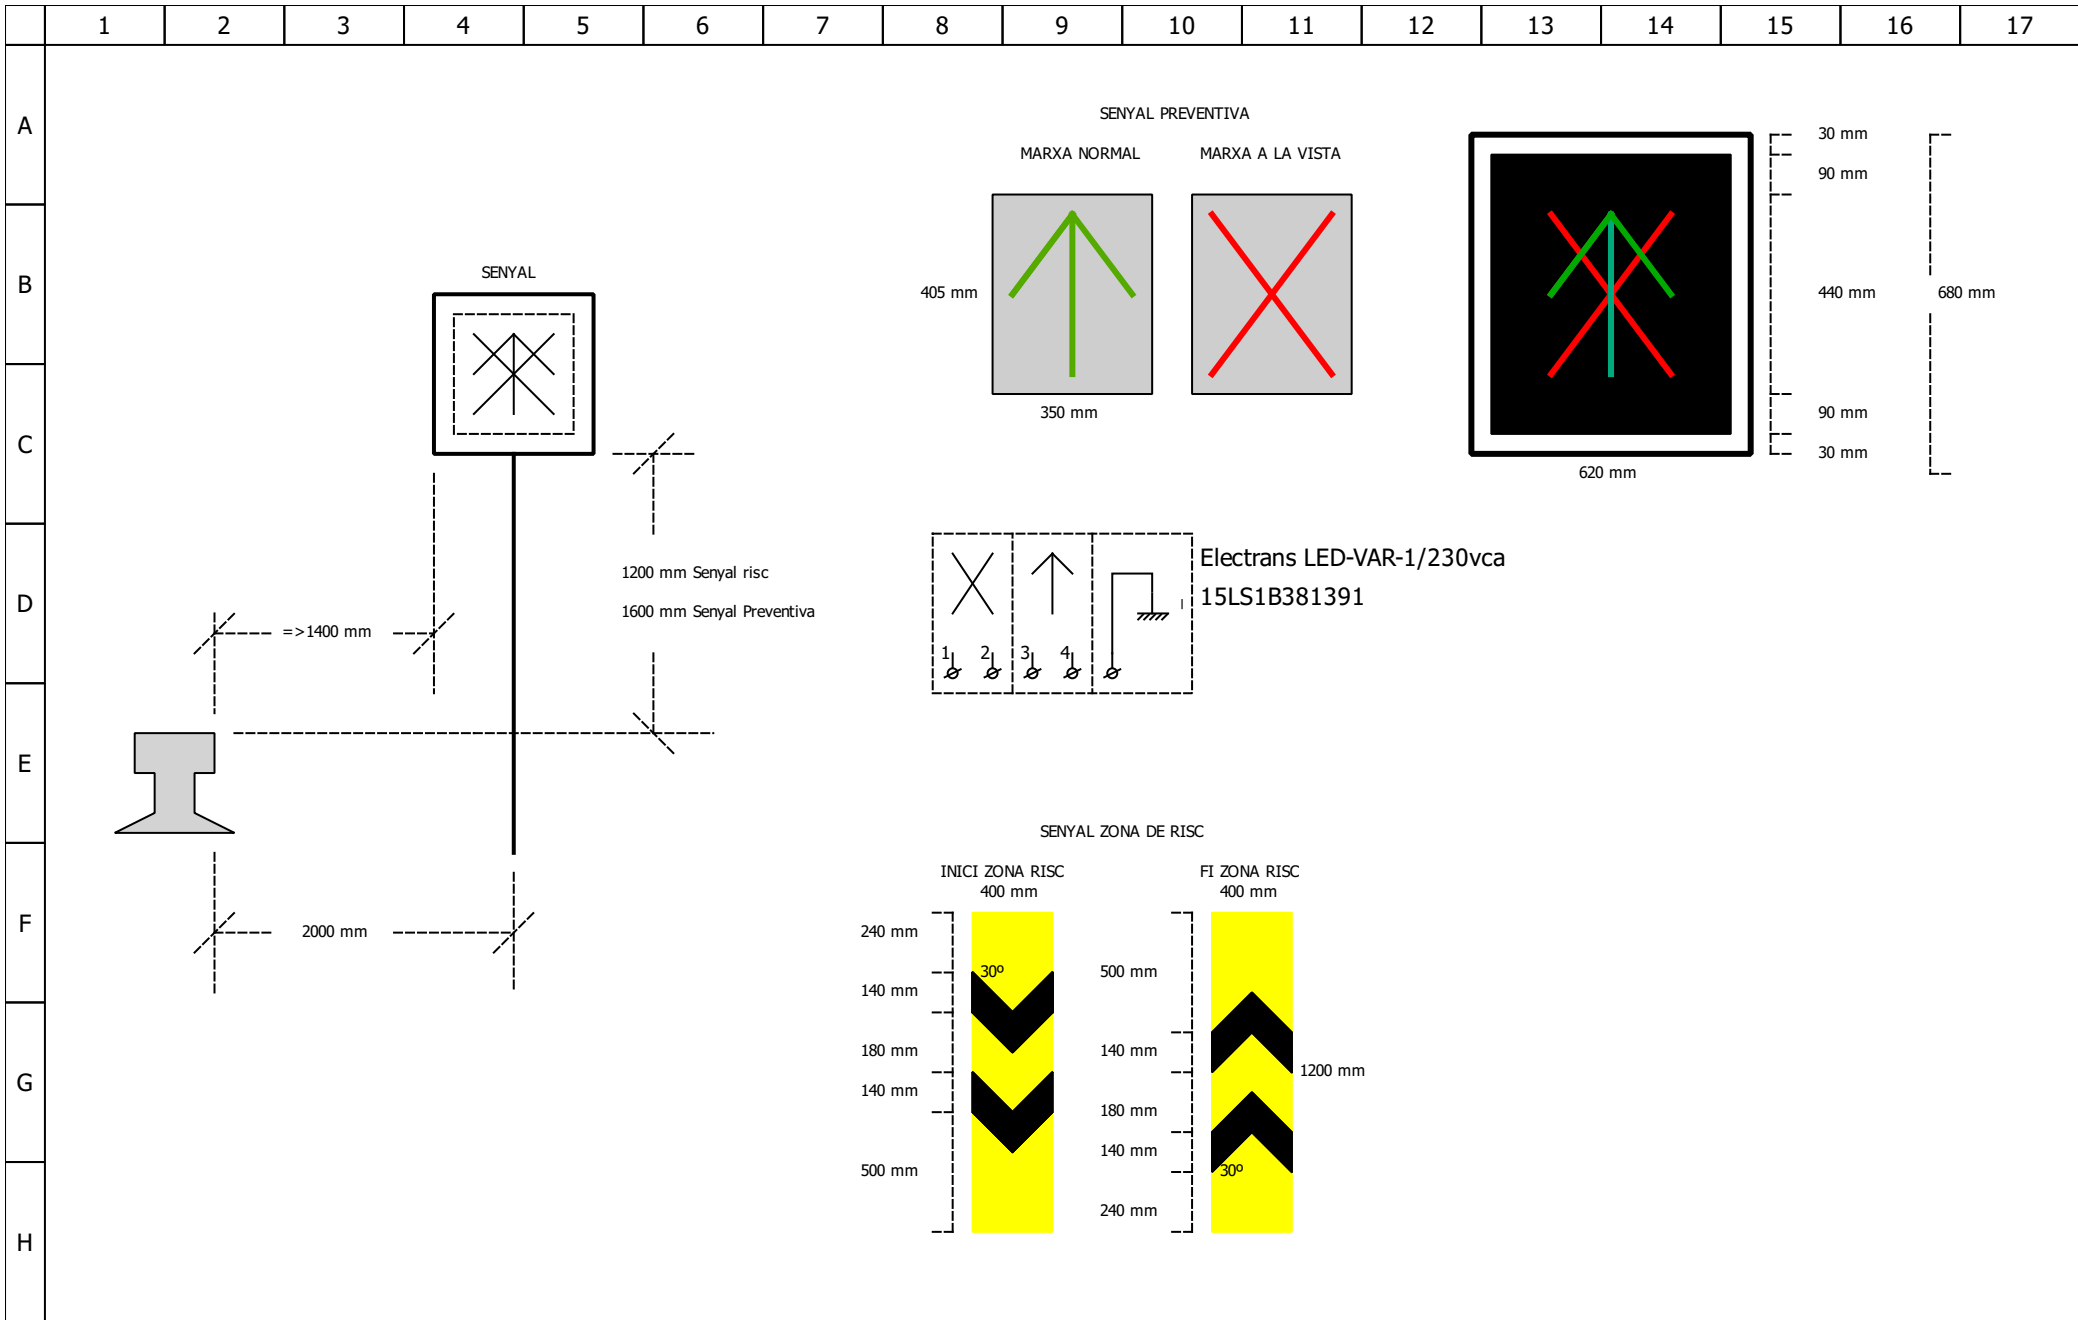 1 2 3 4 5 6 7 8 9 10 11 12 13 14 15 16 17
A
B
C
D
E
F
G
H
SENYAL
=>1400 mm
1200 mm Senyal risc
1600 mm Senyal Preventiva
2000 mm
SENYAL PREVENTIVA
MARXA NORMAL
MARXA A LA VISTA
405 mm
350 mm
30 mm
90 mm
440 mm
680 mm
90 mm
30 mm
620 mm
Electrans LED-VAR-1/230vca
15LS1B381391
1 2 3 4
SENYAL ZONA DE RISC
INICI ZONA RISC
400 mm
240 mm
30º
140 mm
180 mm
140 mm
500 mm
FI ZONA RISC
400 mm
500 mm
140 mm
1200 mm
180 mm
140 mm
30º
240 mm